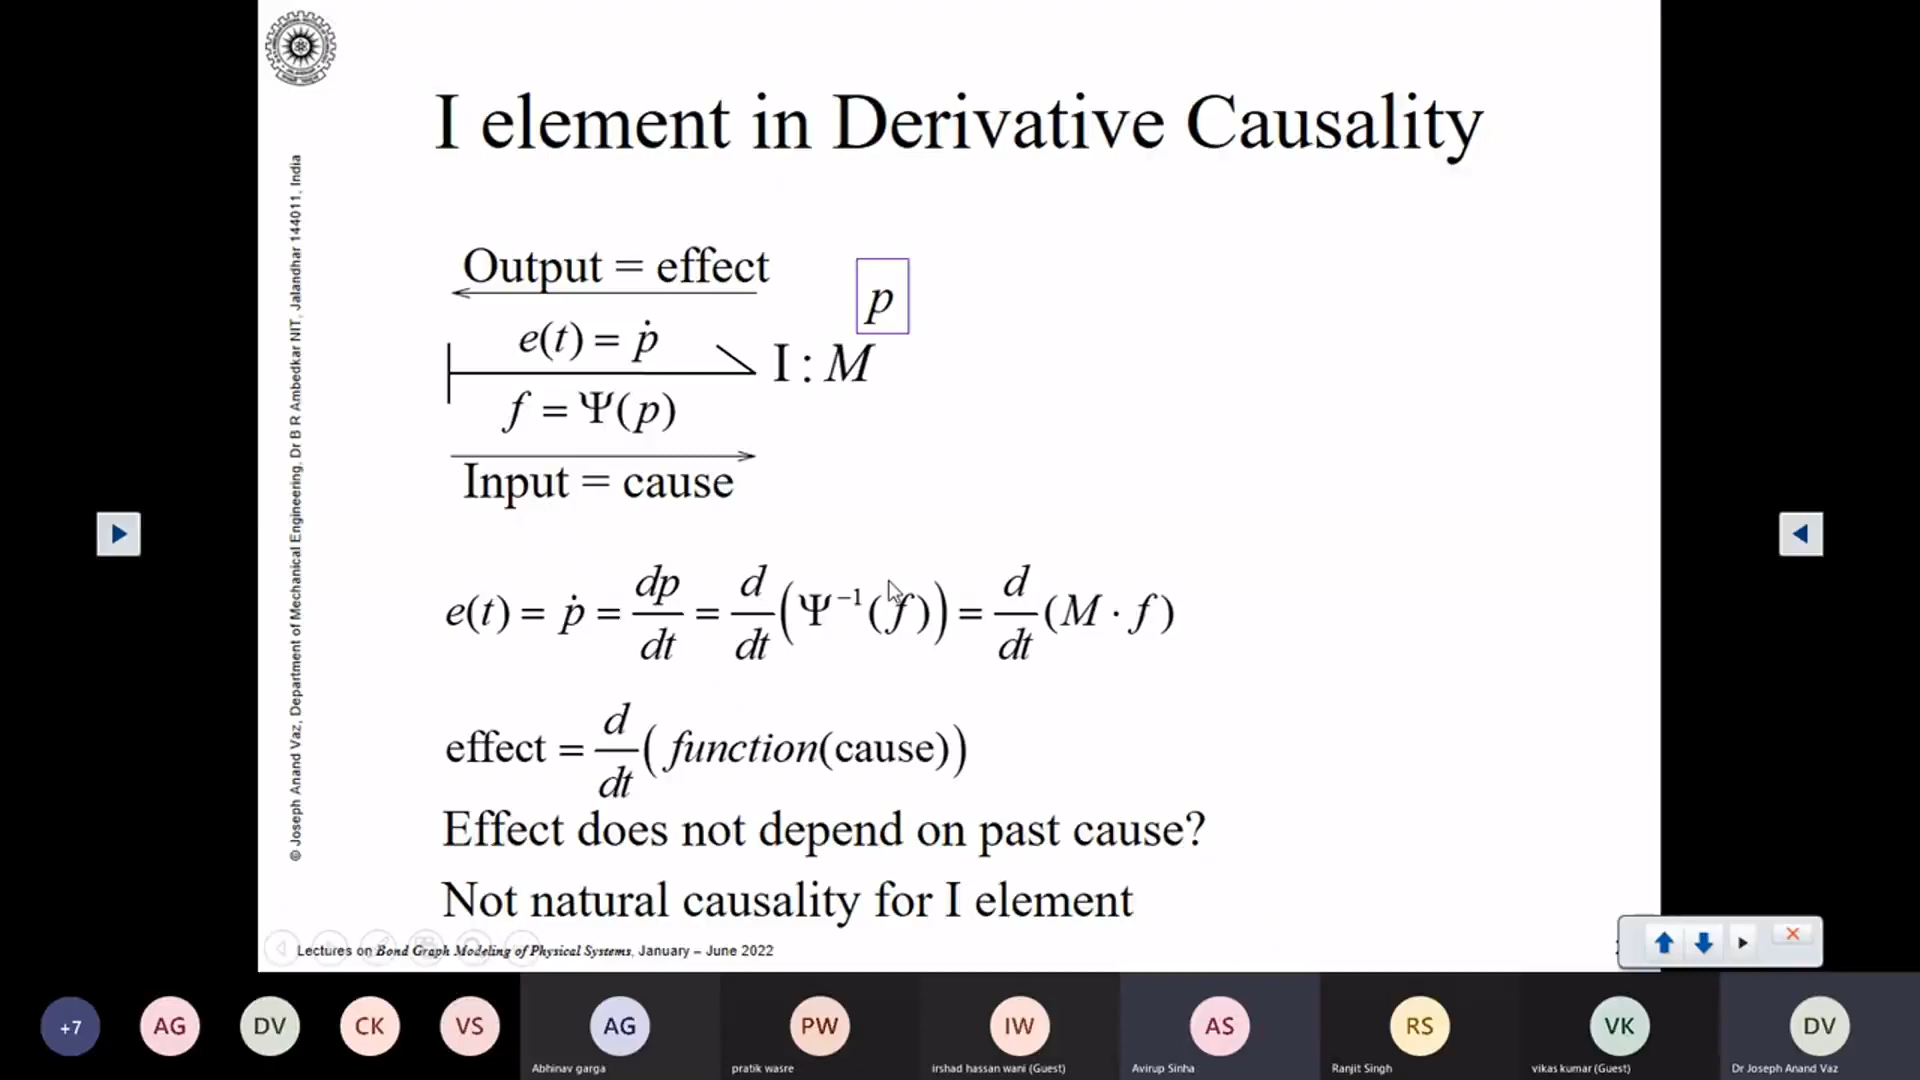 I element in Derivative Causality
Output = effect
p
e(t) = ṗ
I : M
f = Ψ(p)
Input = cause
e(t) = ṗ = dp/dt = d/dt (Ψ⁻¹(f)) = d/dt (M · f)
effect = d/dt (function(cause))
Effect does not depend on past cause?
Not natural causality for I element
© Joseph Anand Vaz, Department of Mechanical Engineering, Dr B R Ambedkar NIT, Jalandhar 144011, India
Lectures on Bond Graph Modeling of Physical Systems, January – June 2022
+7 AG DV CK VS AG PW IW AS RS VK DV
Abhinav garga pratik wasre irshad hassan wani (Guest) Avirup Sinha Ranjit Singh vikas kumar (Guest) Dr Joseph Anand Vaz